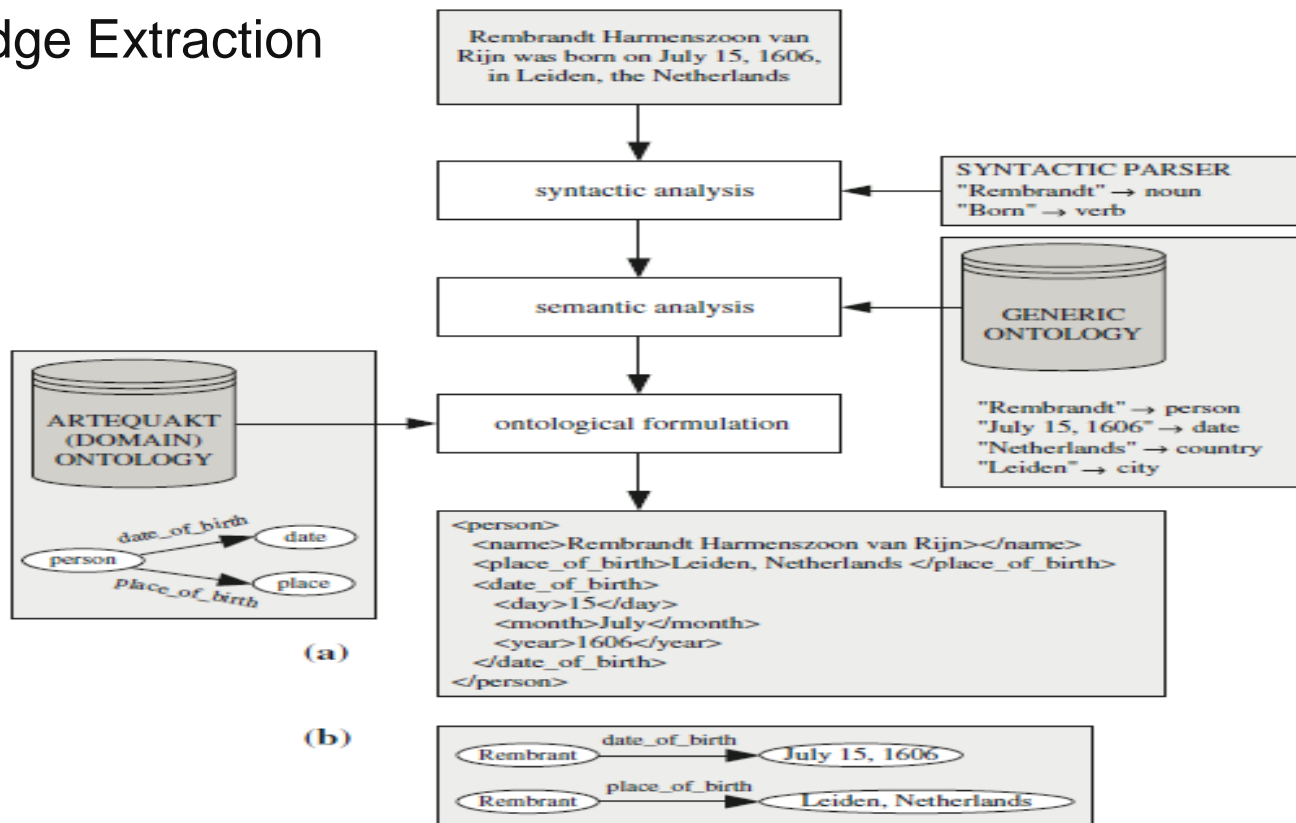 dge Extraction
Rembrandt Harmenszoon van
Rijn was born on July 15, 1606,
in Leiden, the Netherlands
syntactic analysis
SYNTACTIC PARSER
"Rembrandt" → noun
"Born" → verb
semantic analysis
GENERIC
ONTOLOGY
"Rembrandt" → person
"July 15, 1606" → date
"Netherlands" → country
"Leiden" → city
ARTEQUAKT
(DOMAIN)
ONTOLOGY
date_of_birth
person
date
place_of_birth
place
ontological formulation
<person>
<name>Rembrandt Harmenszoon van Rijn></name>
<place_of_birth>Leiden, Netherlands </place_of_birth>
<date_of_birth>
<day>15</day>
<month>July</month>
<year>1606</year>
</date_of_birth>
</person>
(a)
(b)
Rembrant date_of_birth July 15, 1606
Rembrant place_of_birth Leiden, Netherlands